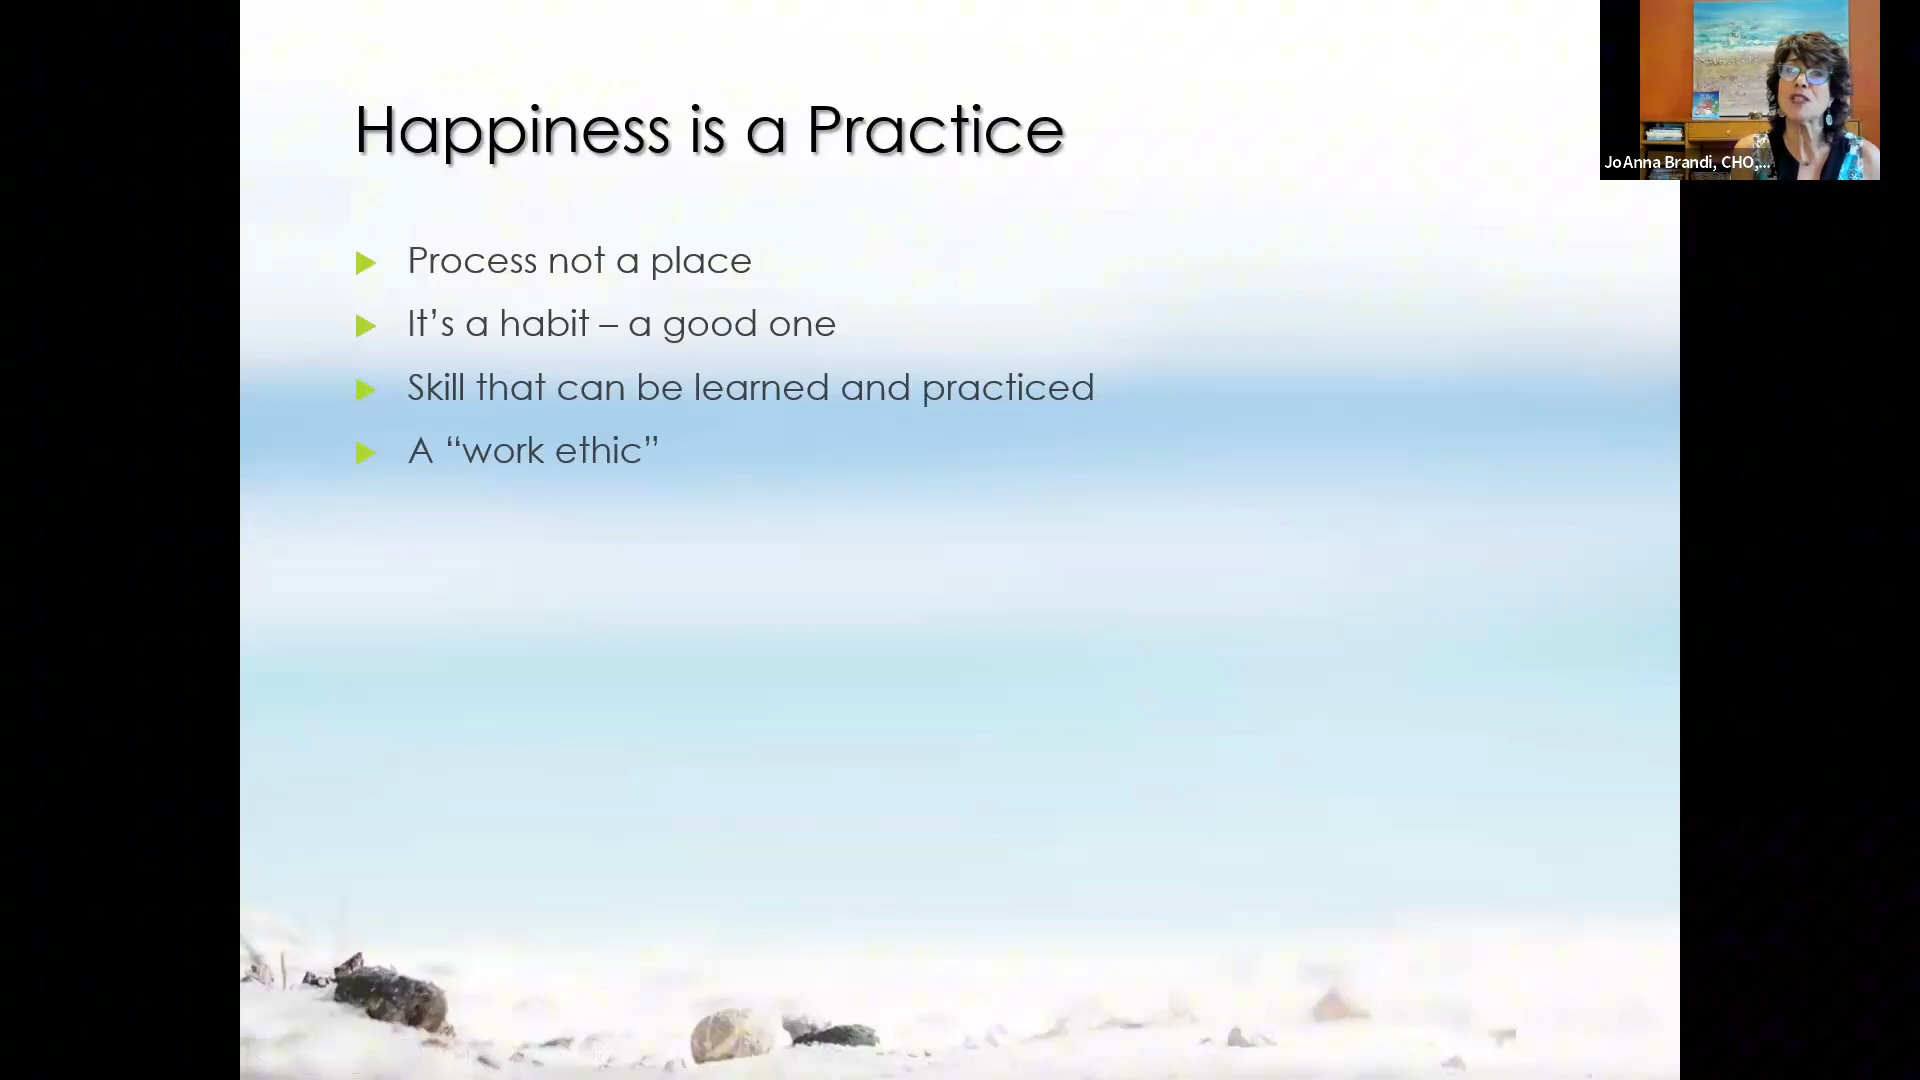 Happiness is a Practice
Process not a place
It’s a habit – a good one
Skill that can be learned and practiced
A “work ethic”
JoAnna Brandi, CHO,...